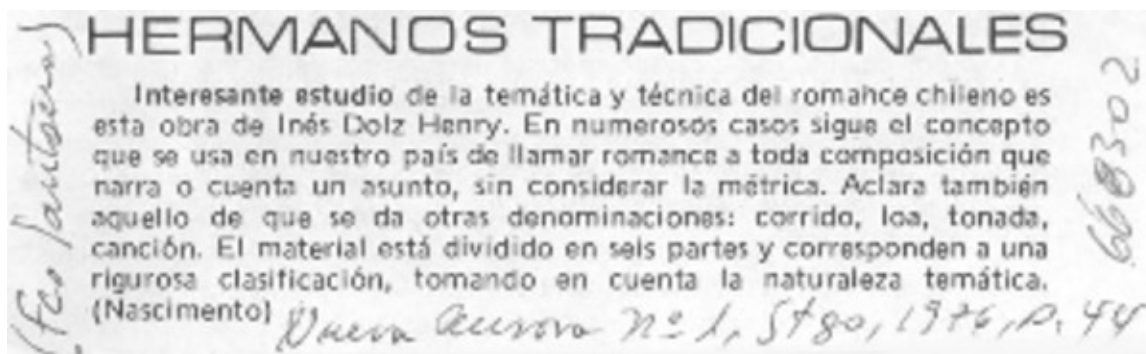 HERMANOS TRADICIONALES
Interesante estudio de la temática y técnica del romance chileno es
esta obra de Inés Dolz Henry. En numerosos casos sigue el concepto
que se usa en nuestro país de llamar romance a toda composición que
narra o cuenta un asunto, sin considerar la métrica. Aclara también
aquello de que se da otras denominaciones: corrido, loa, tonada,
canción. El material está dividido en seis partes y corresponden a una
rigurosa clasificación, tomando en cuenta la naturaleza temática.
(Nascimento)
Nueva Aurora Nº 1, Stgo, 1976, p. 44
668302